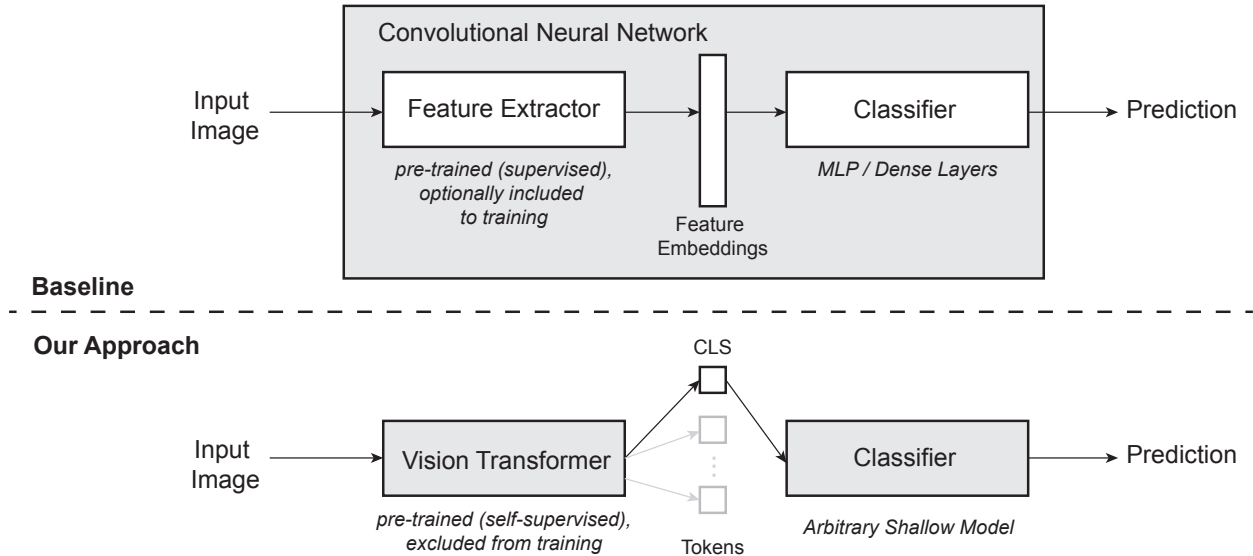 Convolutional Neural Network
Input
Image
Feature Extractor
Classifier
Prediction
pre-trained (supervised),
optionally included
to training
MLP / Dense Layers
Feature
Embeddings
Baseline
Our Approach
CLS
Input
Image
Vision Transformer
Classifier
Prediction
pre-trained (self-supervised),
excluded from training
Tokens
Arbitrary Shallow Model